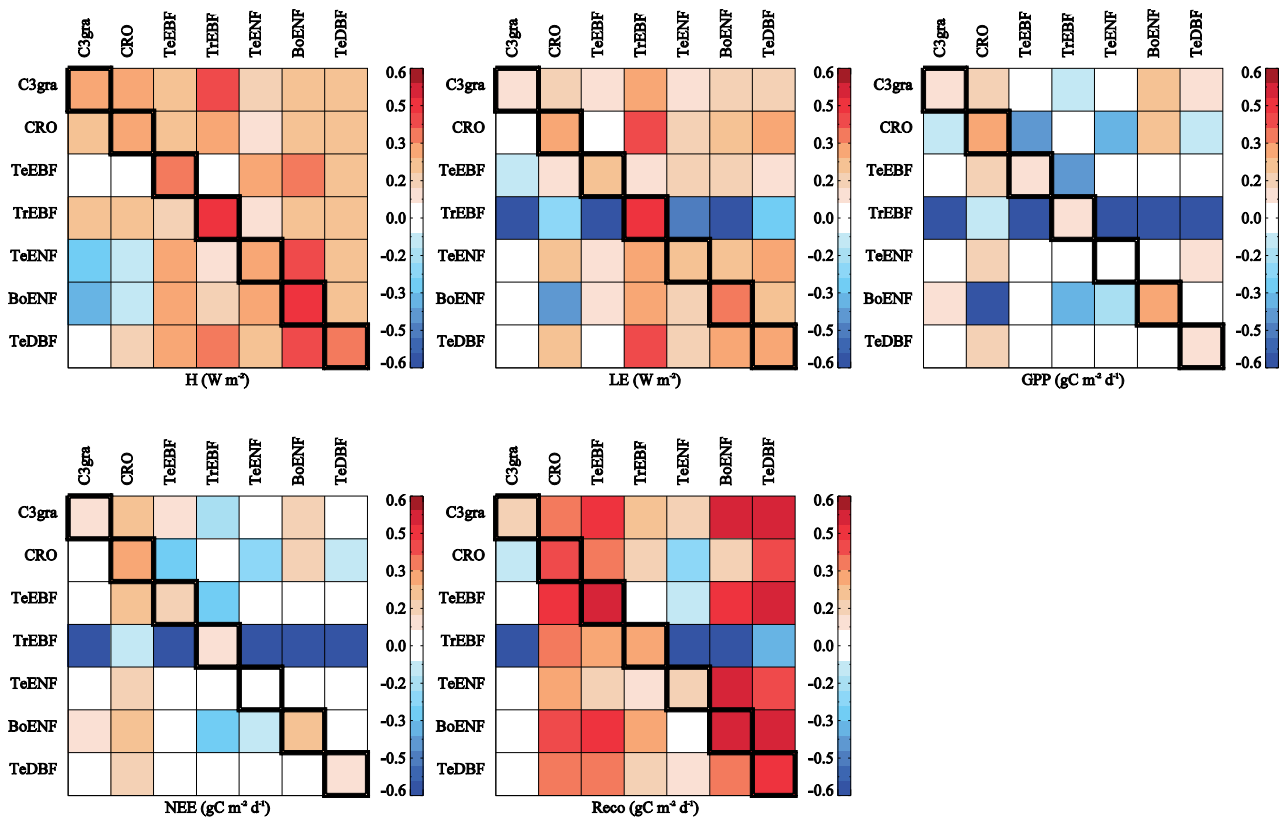 C3gra CRO TeEBF TrEBF TeENF BoENF TeDBF
C3gra
CRO
TeEBF
TrEBF
TeENF
BoENF
TeDBF
0.6
0.5
0.3
0.2
0.0
-0.2
-0.3
-0.5
-0.6
H (W m⁻²)
C3gra CRO TeEBF TrEBF TeENF BoENF TeDBF
C3gra
CRO
TeEBF
TrEBF
TeENF
BoENF
TeDBF
0.6
0.5
0.3
0.2
0.0
-0.2
-0.3
-0.5
-0.6
LE (W m⁻²)
C3gra CRO TeEBF TrEBF TeENF BoENF TeDBF
C3gra
CRO
TeEBF
TrEBF
TeENF
BoENF
TeDBF
0.6
0.5
0.3
0.2
0.0
-0.2
-0.3
-0.5
-0.6
GPP (gC m⁻² d⁻¹)
C3gra CRO TeEBF TrEBF TeENF BoENF TeDBF
C3gra
CRO
TeEBF
TrEBF
TeENF
BoENF
TeDBF
0.6
0.5
0.3
0.2
0.0
-0.2
-0.3
-0.5
-0.6
NEE (gC m⁻² d⁻¹)
C3gra CRO TeEBF TrEBF TeENF BoENF TeDBF
C3gra
CRO
TeEBF
TrEBF
TeENF
BoENF
TeDBF
0.6
0.5
0.3
0.2
0.0
-0.2
-0.3
-0.5
-0.6
Reco (gC m⁻² d⁻¹)